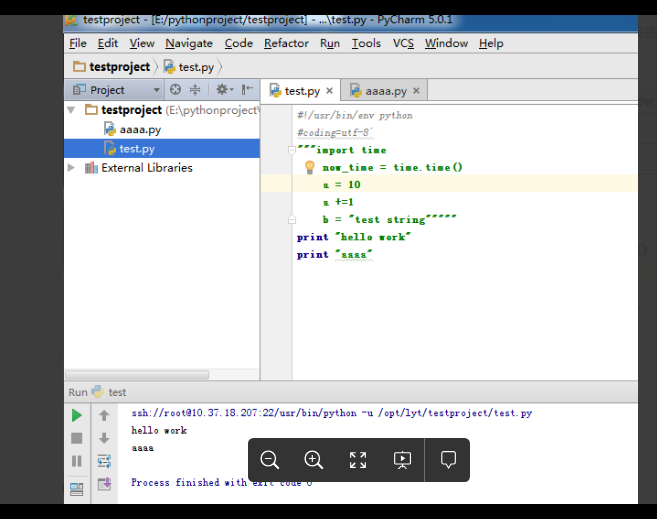 testproject - [E:/pythonproject/testproject] - ...\test.py - PyCharm 5.0.1
File Edit View Navigate Code Refactor Run Tools VCS Window Help
testproject test.py
Project test.py × aaaa.py ×
testproject (E:\pythonproject\
aaaa.py
test.py
External Libraries
#!/usr/bin/env python
#coding=utf-8`
"""import time
now_time = time.time()
a = 10
a +=1
b = "test string"""""
print "hello work"
print "aaaa"
Run test
ssh://root@10.37.18.207:22/usr/bin/python -u /opt/lyt/testproject/test.py
hello work
aaaa
Process finished with exit code 0